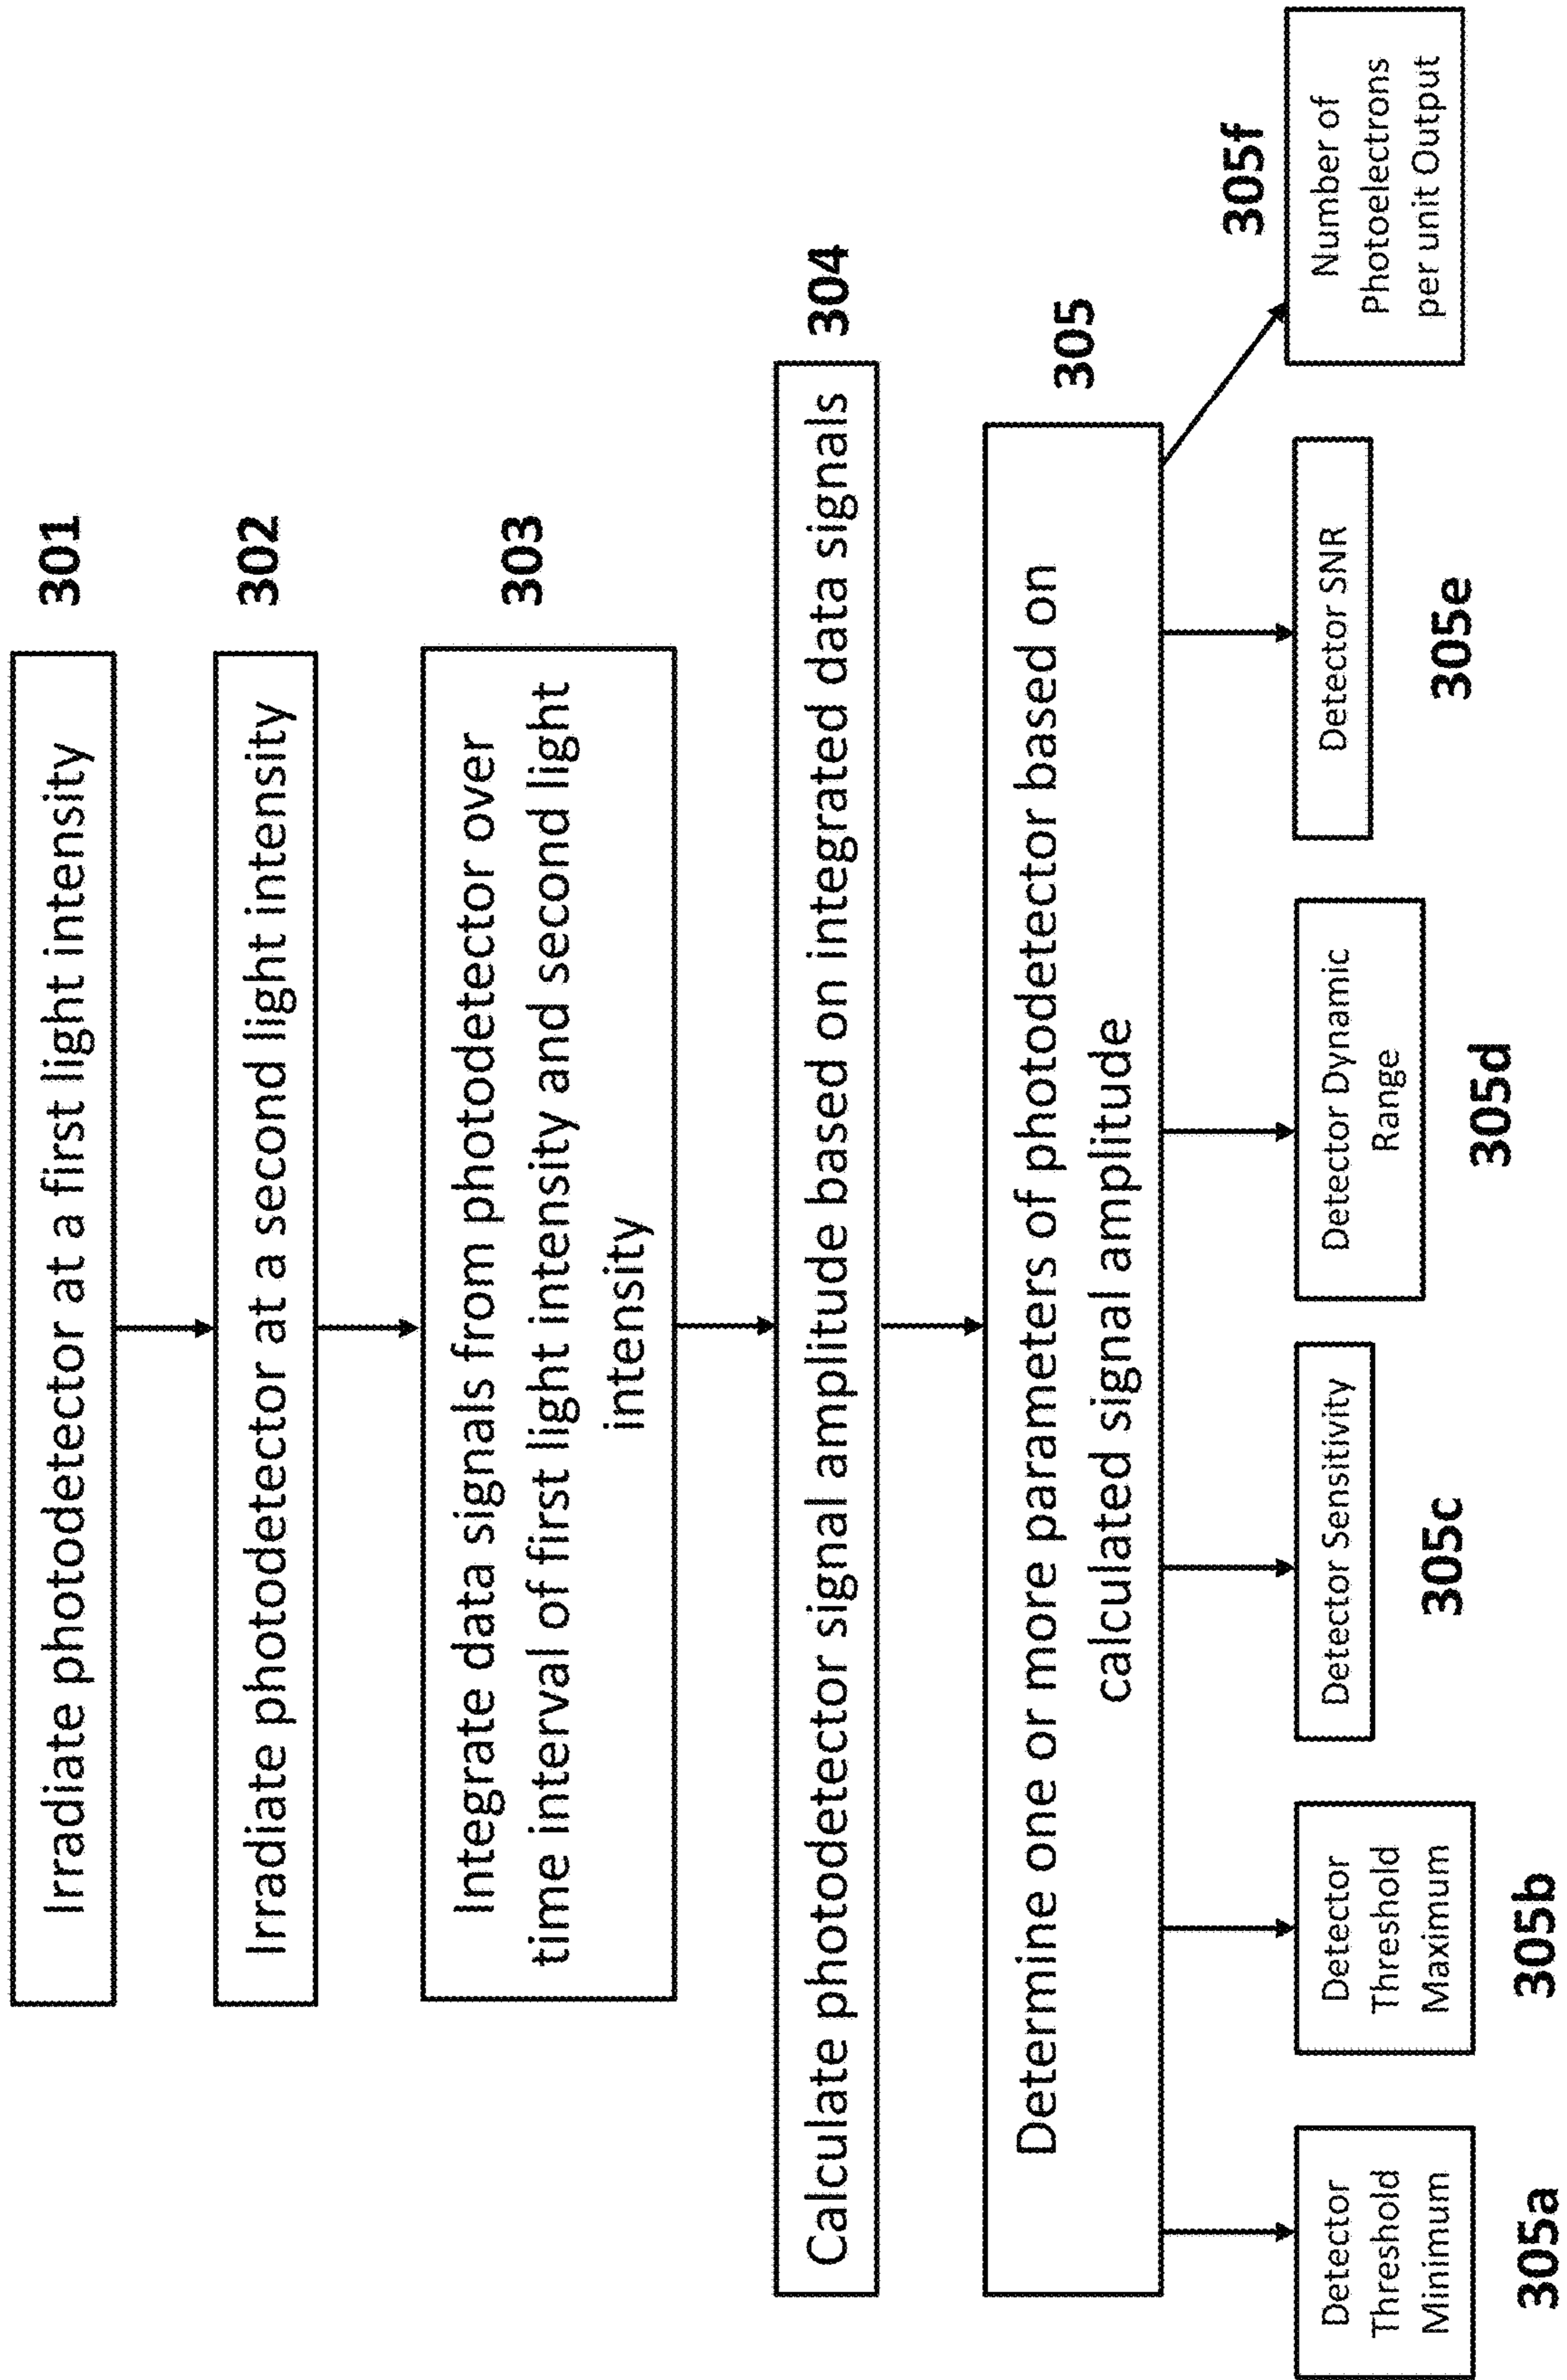 Irradiate photodetector at a first light intensity
301
Irradiate photodetector at a second light intensity
302
Integrate data signals from photodetector over
time interval of first light intensity and second light
intensity
303
Calculate photodetector signal amplitude based on integrated data signals
304
Determine one or more parameters of photodetector based on
calculated signal amplitude
305
Detector
Threshold
Minimum
305a
Detector
Threshold
Maximum
305b
Detector Sensitivity
305c
Detector Dynamic
Range
305d
Detector SNR
305e
305f
Number of
Photoelectrons
per unit Output